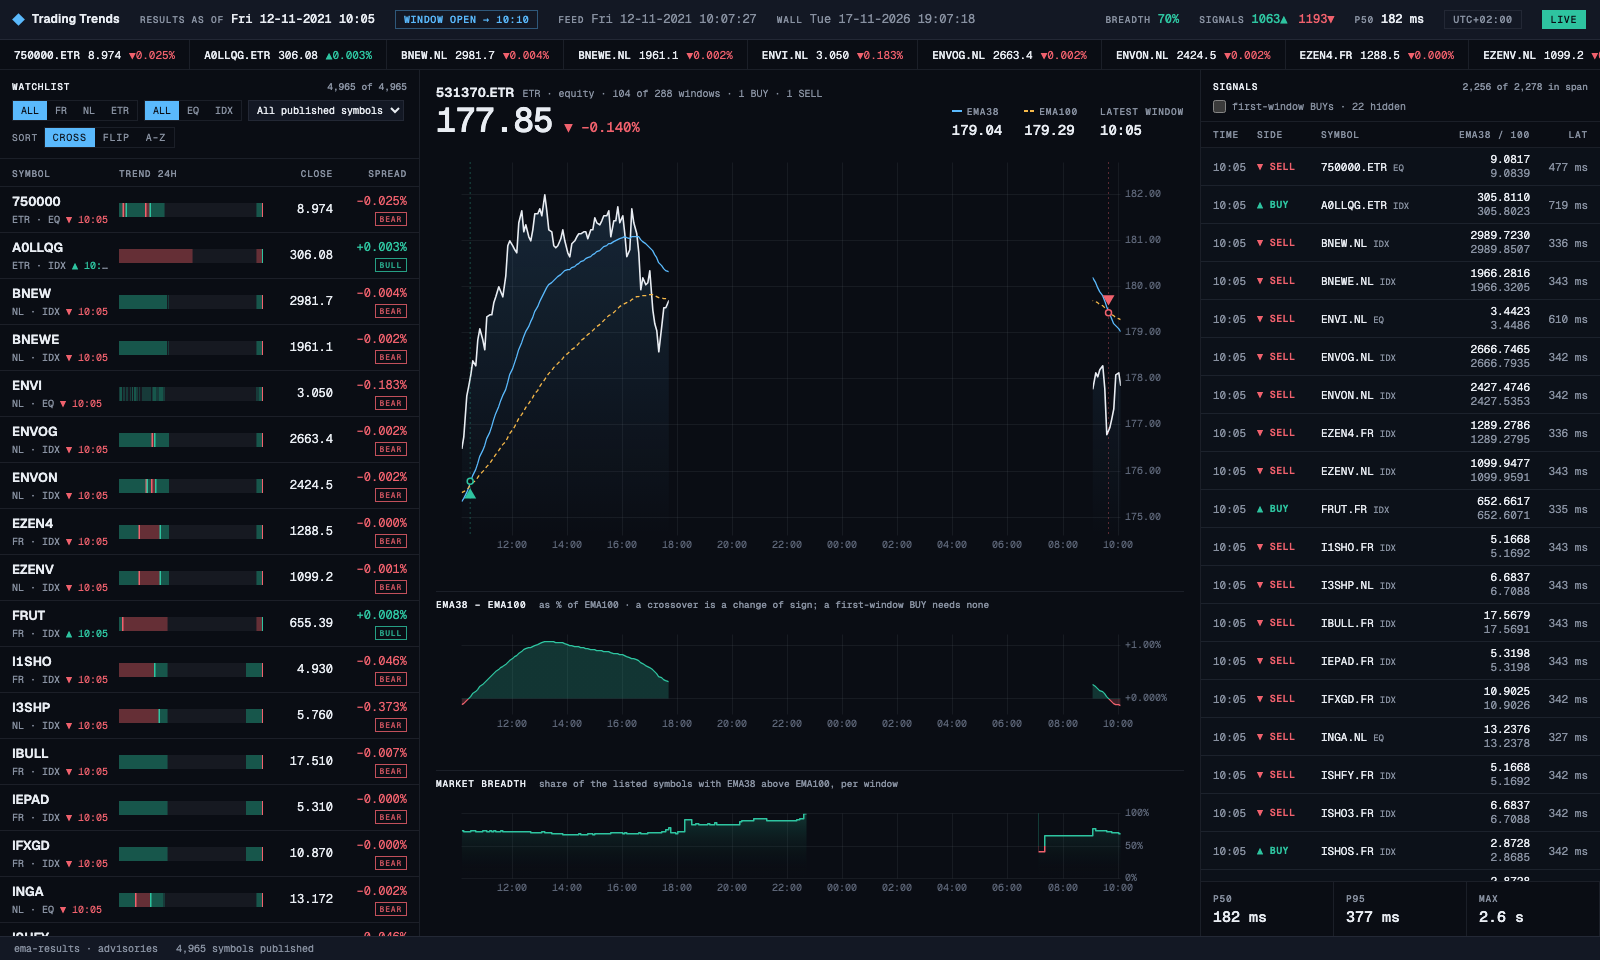 Trading Trends RESULTS AS OF Fri 12-11-2021 10:05 WINDOW OPEN → 10:10 FEED Fri 12-11-2021 10:07:27 WALL Tue 17-11-2026 19:07:18 BREADTH 70% SIGNALS 1063▲ 1193▼ P50 182 ms UTC+02:00 LIVE
750000.ETR 8.974 ▼0.025% A0LLQG.ETR 306.08 ▲0.003% BNEW.NL 2981.7 ▼0.004% BNEWE.NL 1961.1 ▼0.002% ENVI.NL 3.050 ▼0.183% ENVOG.NL 2663.4 ▼0.002% ENVON.NL 2424.5 ▼0.002% EZEN4.FR 1288.5 ▼0.000% EZENV.NL 1099.2
WATCHLIST 4,965 of 4,965
ALL FR NL ETR ALL EQ IDX All published symbols
SORT CROSS FLIP A-Z
SYMBOL TREND 24H CLOSE SPREAD
750000 8.974 −0.025%
ETR · EQ ▼ 10:05 BEAR
A0LLQG 306.08 +0.003%
ETR · IDX ▲ 10:… BULL
BNEW 2981.7 −0.004%
NL · IDX ▼ 10:05 BEAR
BNEWE 1961.1 −0.002%
NL · IDX ▼ 10:05 BEAR
ENVI 3.050 −0.183%
NL · EQ ▼ 10:05 BEAR
ENVOG 2663.4 −0.002%
NL · IDX ▼ 10:05 BEAR
ENVON 2424.5 −0.002%
NL · IDX ▼ 10:05 BEAR
EZEN4 1288.5 −0.000%
FR · IDX ▼ 10:05 BEAR
EZENV 1099.2 −0.001%
NL · IDX ▼ 10:05 BEAR
FRUT 655.39 +0.008%
FR · IDX ▲ 10:05 BULL
I1SHO 4.930 −0.046%
FR · IDX ▼ 10:05 BEAR
I3SHP 5.760 −0.373%
NL · IDX ▼ 10:05 BEAR
IBULL 17.510 −0.007%
FR · IDX ▼ 10:05 BEAR
IEPAD 5.310 −0.000%
FR · IDX ▼ 10:05 BEAR
IFXGD 10.870 −0.000%
FR · IDX ▼ 10:05 BEAR
INGA 13.172 −0.002%
NL · EQ ▼ 10:05 BEAR
531370.ETR ETR · equity · 104 of 288 windows · 1 BUY · 1 SELL
177.85 ▼ −0.140%
EMA38 EMA100 LATEST WINDOW
179.04 179.29 10:05
182.00
181.00
180.00
179.00
178.00
177.00
176.00
175.00
12:00 14:00 16:00 18:00 20:00 22:00 00:00 02:00 04:00 06:00 08:00 10:00
EMA38 − EMA100 as % of EMA100 · a crossover is a change of sign; a first-window BUY needs none
+1.00%
+0.000%
12:00 14:00 16:00 18:00 20:00 22:00 00:00 02:00 04:00 06:00 08:00 10:00
MARKET BREADTH share of the listed symbols with EMA38 above EMA100, per window
100%
50%
0%
12:00 14:00 16:00 18:00 20:00 22:00 00:00 02:00 04:00 06:00 08:00 10:00
SIGNALS 2,256 of 2,278 in span
first-window BUYs · 22 hidden
TIME SIDE SYMBOL EMA38 / 100 LAT
10:05 ▼ SELL 750000.ETR EQ 9.0817 9.0839 477 ms
10:05 ▲ BUY A0LLQG.ETR IDX 305.8110 305.8023 719 ms
10:05 ▼ SELL BNEW.NL IDX 2989.7230 2989.8507 336 ms
10:05 ▼ SELL BNEWE.NL IDX 1966.2816 1966.3205 343 ms
10:05 ▼ SELL ENVI.NL EQ 3.4423 3.4486 610 ms
10:05 ▼ SELL ENVOG.NL IDX 2666.7465 2666.7935 342 ms
10:05 ▼ SELL ENVON.NL IDX 2427.4746 2427.5353 342 ms
10:05 ▼ SELL EZEN4.FR IDX 1289.2786 1289.2795 336 ms
10:05 ▼ SELL EZENV.NL IDX 1099.9477 1099.9591 343 ms
10:05 ▲ BUY FRUT.FR IDX 652.6617 652.6071 335 ms
10:05 ▼ SELL I1SHO.FR IDX 5.1668 5.1692 343 ms
10:05 ▼ SELL I3SHP.NL IDX 6.6837 6.7088 343 ms
10:05 ▼ SELL IBULL.FR IDX 17.5679 17.5691 343 ms
10:05 ▼ SELL IEPAD.FR IDX 5.3198 5.3198 343 ms
10:05 ▼ SELL IFXGD.FR IDX 10.9025 10.9026 342 ms
10:05 ▼ SELL INGA.NL EQ 13.2376 13.2378 327 ms
10:05 ▼ SELL ISHFY.FR IDX 5.1668 5.1692 342 ms
10:05 ▼ SELL ISHO3.FR IDX 6.6837 6.7088 342 ms
10:05 ▲ BUY ISHOS.FR IDX 2.8728 2.8685 342 ms
P50 P95 MAX
182 ms 377 ms 2.6 s
ema-results · advisories 4,965 symbols published